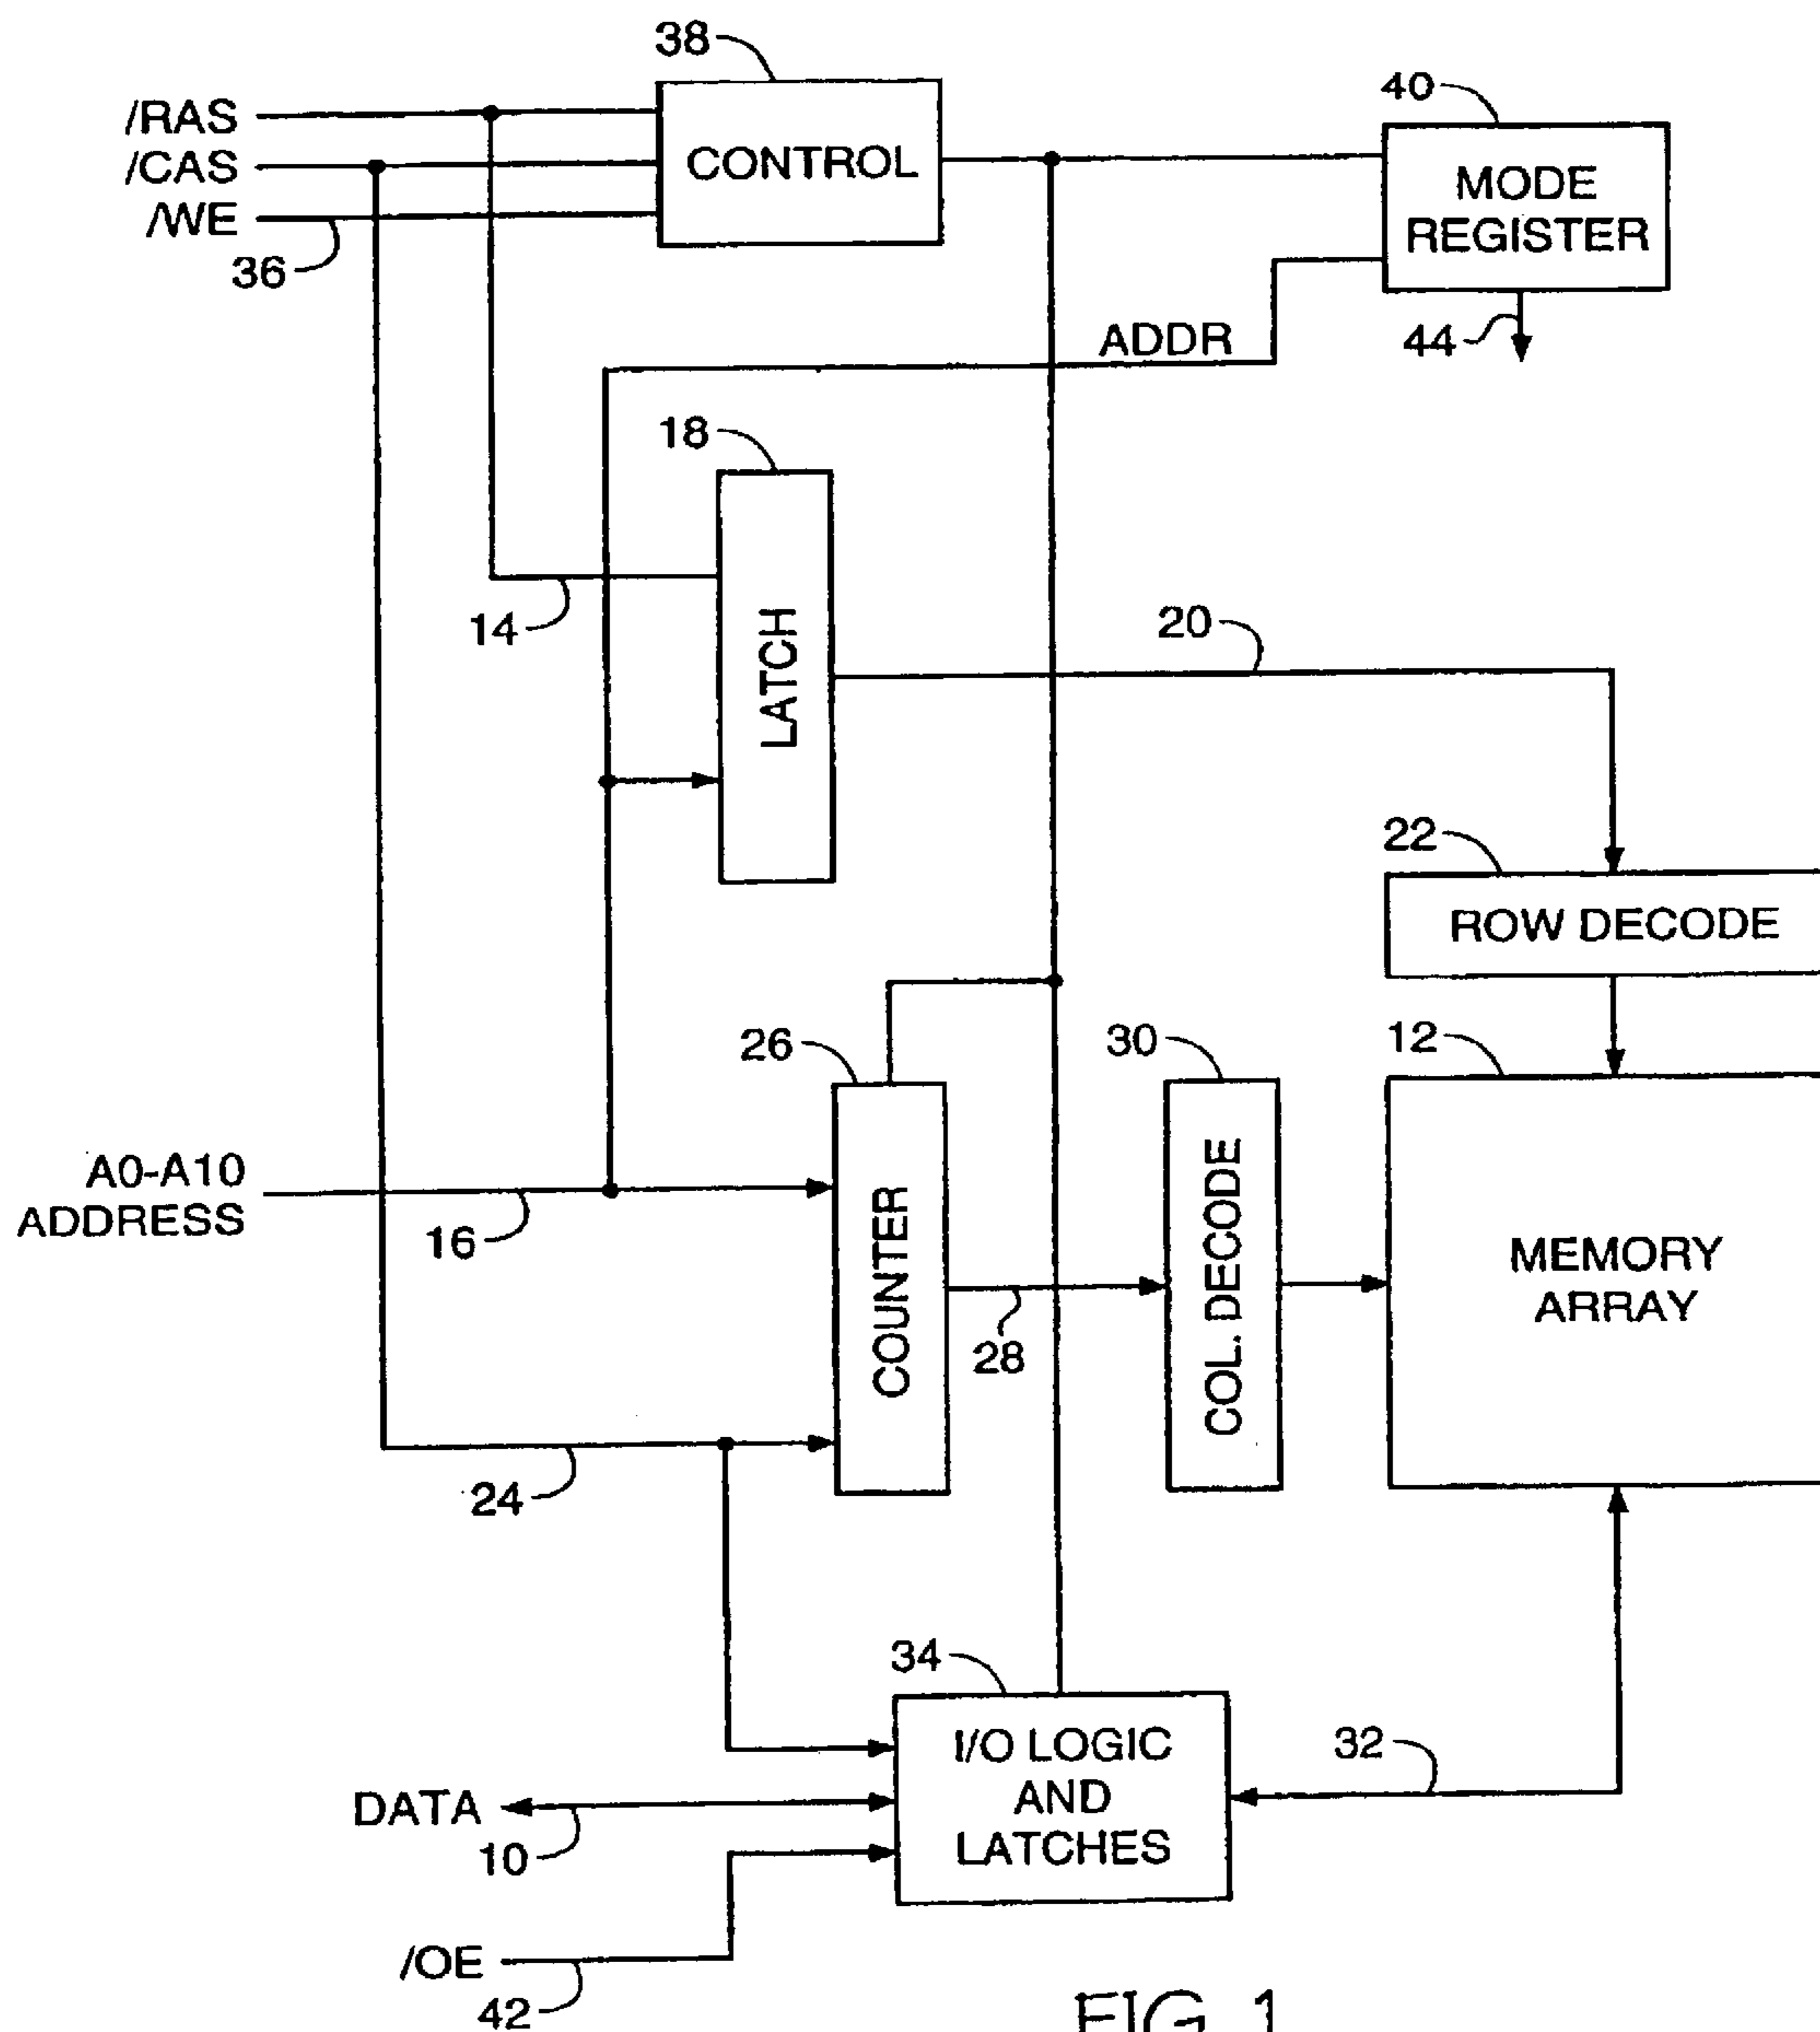 38
/RAS
/CAS
/WE
36
CONTROL
40
MODE
REGISTER
44
ADDR
18
14
LATCH
20
22
ROW DECODE
12
26
30
A0-A10
ADDRESS
16
COUNTER
28
COL. DECODE
MEMORY
ARRAY
24
34
I/O LOGIC
AND
LATCHES
32
DATA
10
/OE
42
FIG. 1